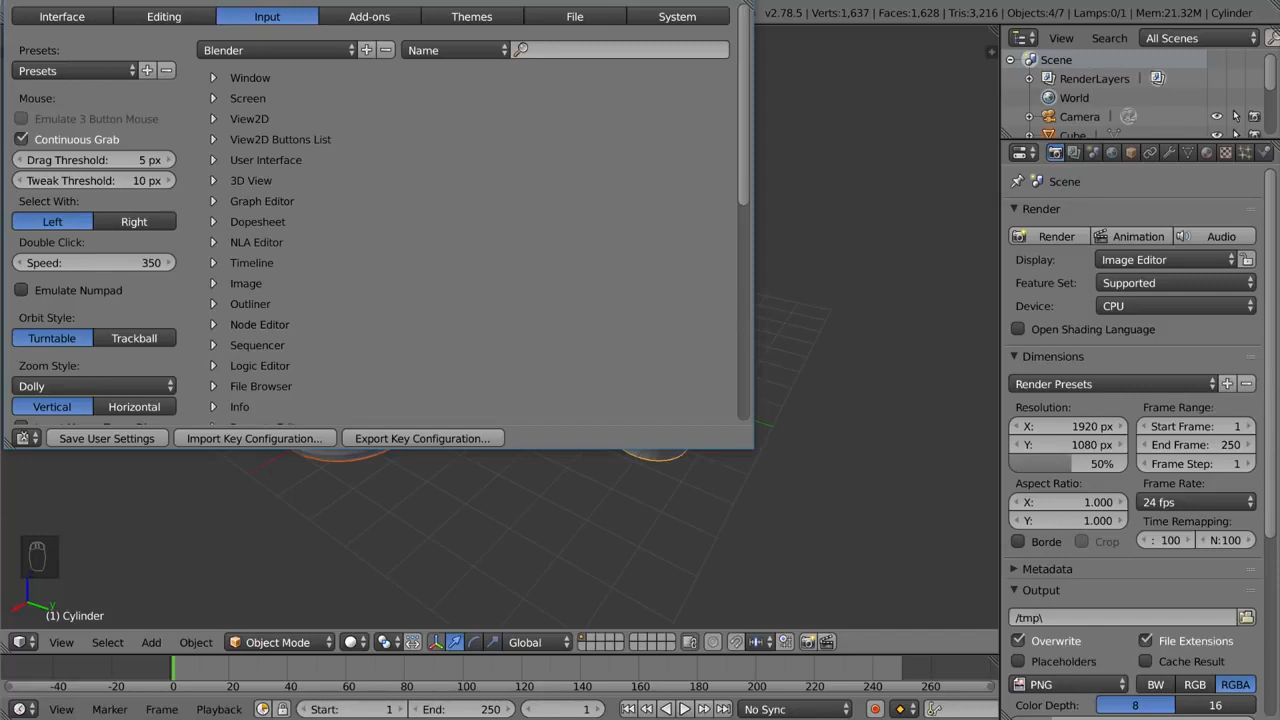 Interface Editing Input Add-ons Themes File System
v2.78.5 | Verts:1,637 | Faces:1,628 | Tris:3,216 | Objects:4/7 | Lamps:0/1 | Mem:21.32M | Cylinder
Presets:
Presets
Blender
Name
Mouse:
Emulate 3 Button Mouse
Continuous Grab
Drag Threshold: 5 px
Tweak Threshold: 10 px
Select With:
Left Right
Double Click:
Speed: 350
Emulate Numpad
Orbit Style:
Turntable Trackball
Zoom Style:
Dolly
Vertical Horizontal
Window
Screen
View2D
View2D Buttons List
User Interface
3D View
Graph Editor
Dopesheet
NLA Editor
Timeline
Image
Outliner
Node Editor
Sequencer
Logic Editor
File Browser
Info
Save User Settings Import Key Configuration... Export Key Configuration...
(1) Cylinder
View Select Add Object Object Mode Global
-40 -20 0 20 40 60 80 100 120 140 160 180 200 220 240 260
View Marker Frame Playback Start: 1 End: 250 1 No Sync
View Search All Scenes
Scene
RenderLayers |
World
Camera |
Cube
Scene
Render
Render Animation Audio
Display: Image Editor
Feature Set: Supported
Device: CPU
Open Shading Language
Dimensions
Render Presets
Resolution: Frame Range:
X: 1920 px Start Frame: 1
Y: 1080 px End Frame: 250
50% Frame Step: 1
Aspect Ratio: Frame Rate:
X: 1.000 24 fps
Y: 1.000 Time Remapping:
Borde Crop : 100 N:100
Metadata
Output
/tmp\
Overwrite File Extensions
Placeholders Cache Result
PNG BW RGB RGBA
Color Depth: 8 16